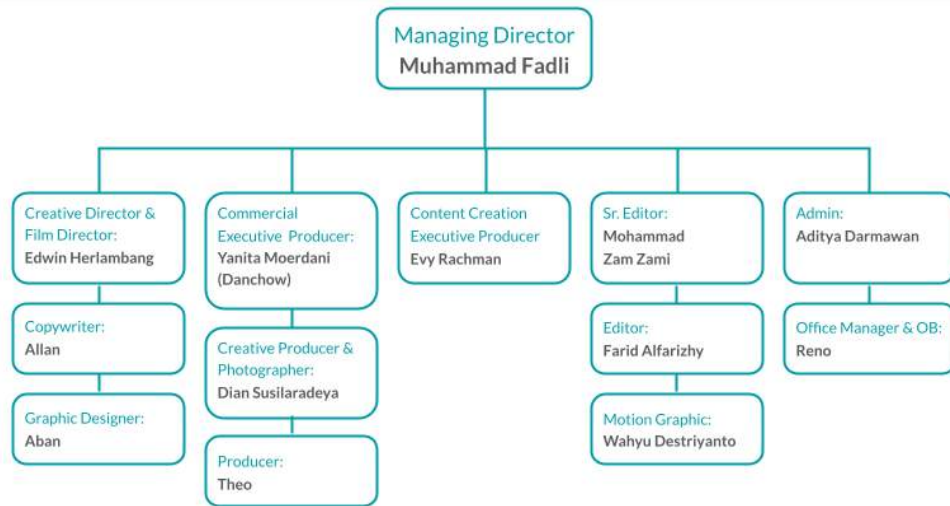 Managing Director
Muhammad Fadli
Creative Director &
Film Director:
Edwin Herlambang
Copywriter:
Allan
Graphic Designer:
Aban
Commercial
Executive Producer:
Yanita Moerdani
(Danchow)
Creative Producer &
Photographer:
Dian Susilaradeya
Producer:
Theo
Content Creation
Executive Producer
Evy Rachman
Sr. Editor:
Mohammad
Zam Zami
Editor:
Farid Alfarizhy
Motion Graphic:
Wahyu Destriyanto
Admin:
Aditya Darmawan
Office Manager & OB:
Reno